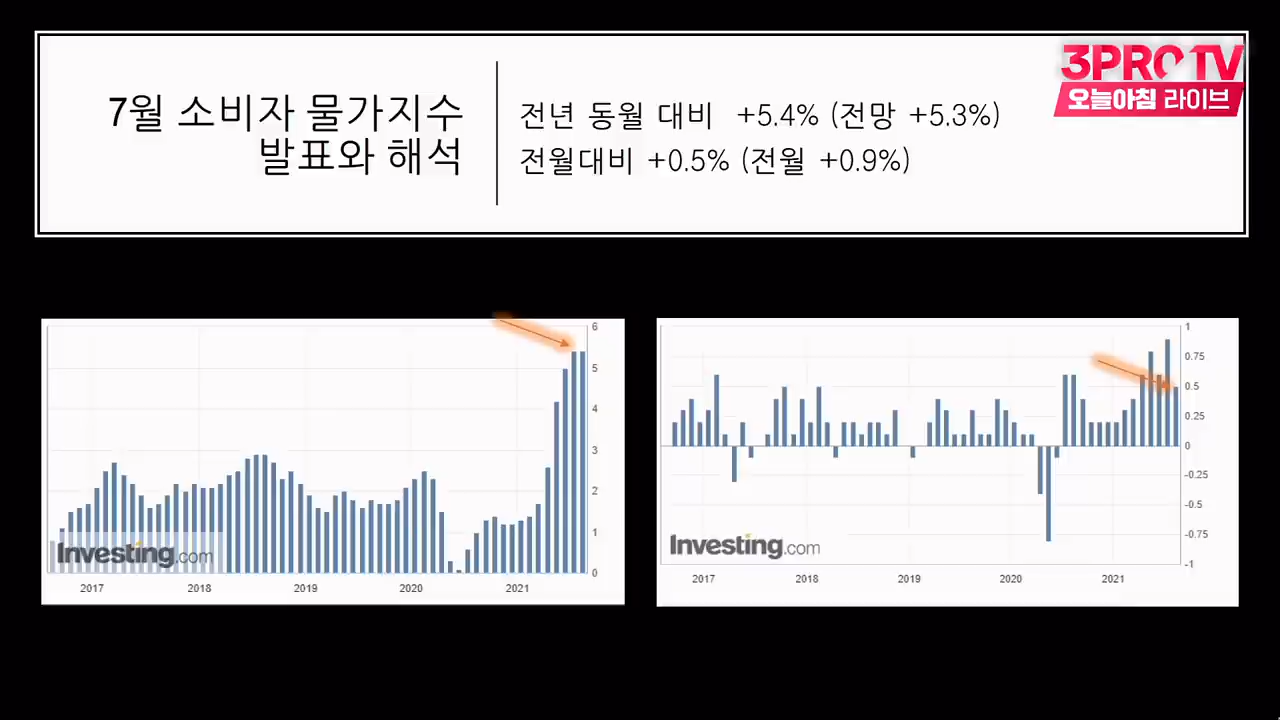 3PRO TV
오늘아침 라이브
7월 소비자 물가지수
발표와 해석
전년 동월 대비 +5.4% (전망 +5.3%)
전월대비 +0.5% (전월 +0.9%)
6
5
4
3
2
1
0
2017 2018 2019 2020 2021
Investing.com
1
0.75
0.5
0.25
0
-0.25
-0.5
-0.75
-1
2017 2018 2019 2020 2021
Investing.com